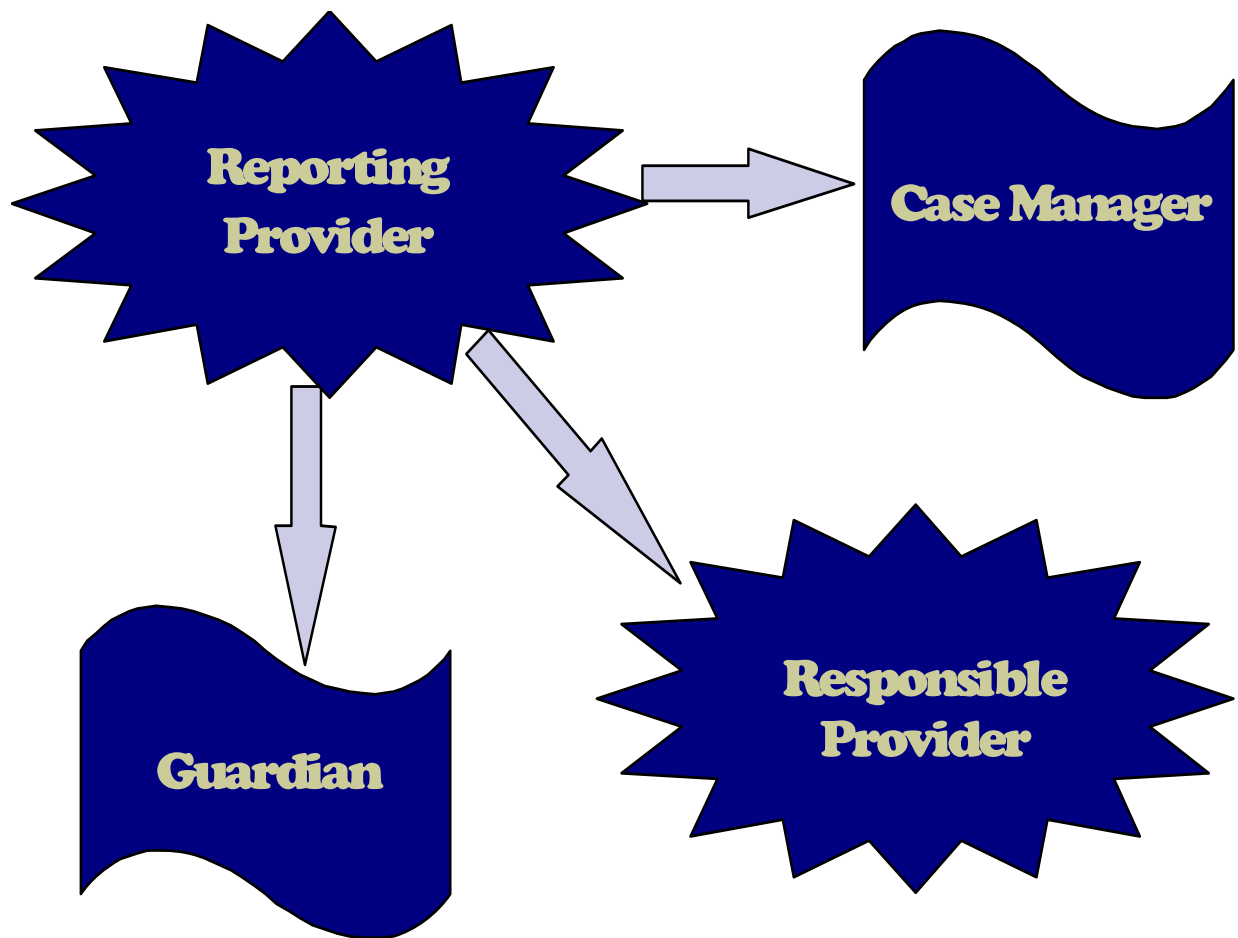 Reporting
Provider
Case Manager
Responsible
Provider
Guardian